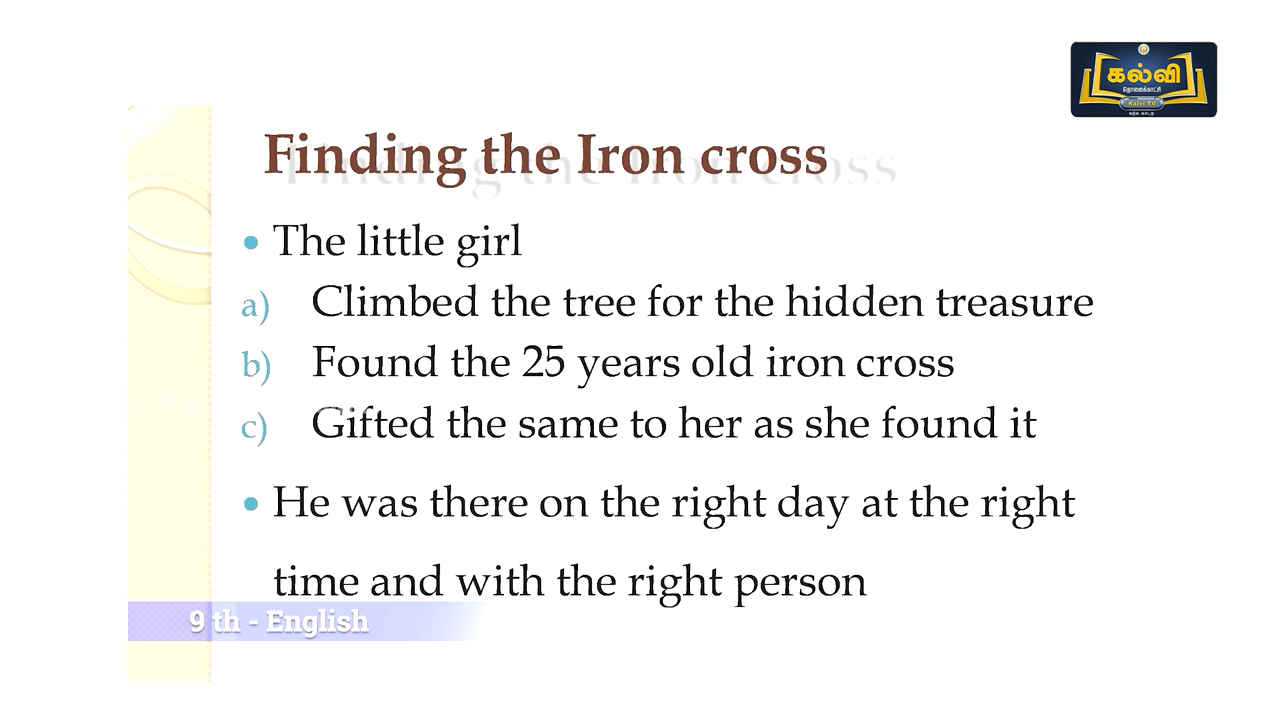 கல்வி
தொலைக்காட்சி
Kalvi TV
Finding the Iron cross
• The little girl
a) Climbed the tree for the hidden treasure
b) Found the 25 years old iron cross
c) Gifted the same to her as she found it
• He was there on the right day at the right
time and with the right person
9 th - English